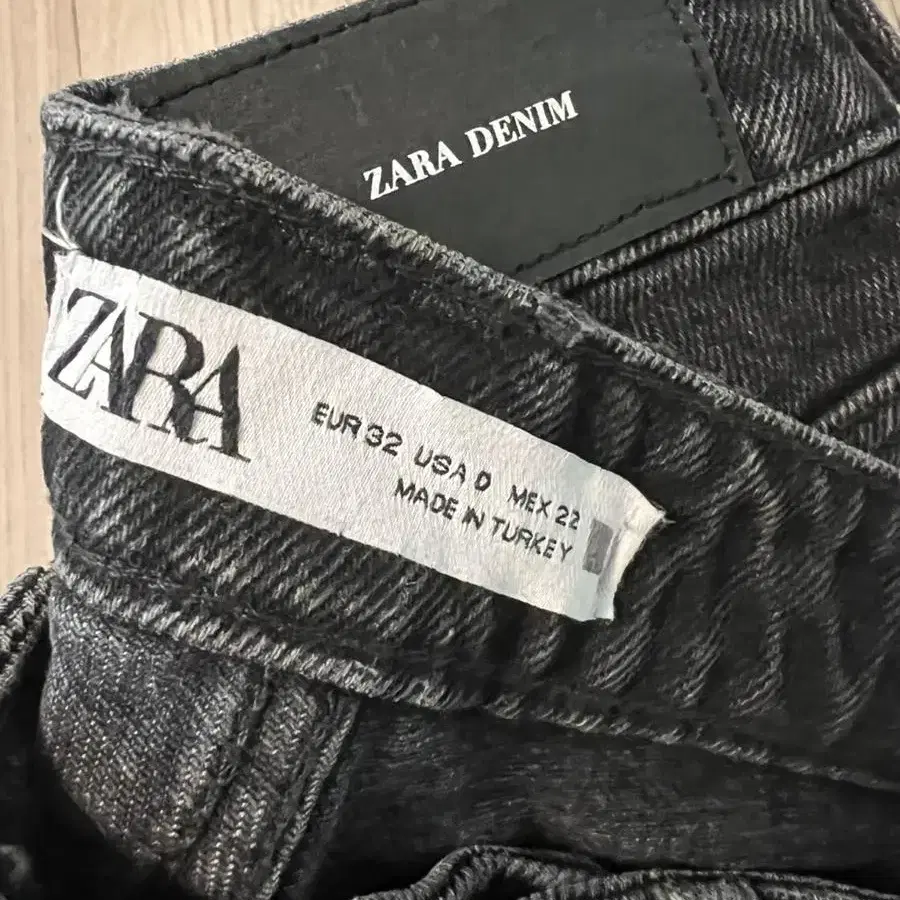 ZARA DENIM
ZARA
EUR 32 USA 0 MEX 22
MADE IN TURKEY